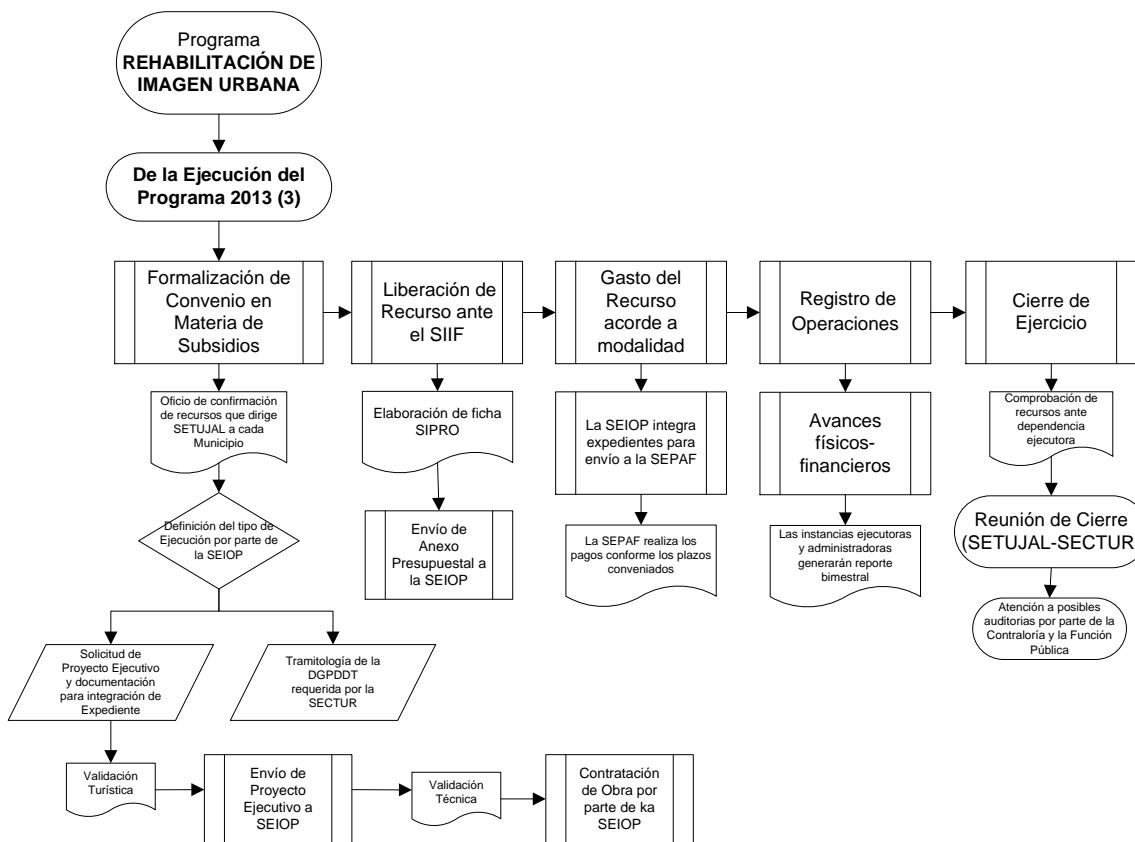 Programa
REHABILITACIÓN DE
IMAGEN URBANA
De la Ejecución del
Programa 2013 (3)
Formalización de
Convenio en
Materia de
Subsidios
Liberación de
Recurso ante
el SIIF
Gasto del
Recurso
acorde a
modalidad
Registro de
Operaciones
Cierre de
Ejercicio
Oficio de confirmación
de recursos que dirige
SETUJAL a cada
Municipio
Elaboración de ficha
SIPRO
La SEIOP integra
expedientes para
envío a la SEPAF
Avances
físicos-
financieros
Comprobación de
recursos ante
dependencia
ejecutora
Definición del tipo de
Ejecución por parte de
la SEIOP
Envío de
Anexo
Presupuestal a
la SEIOP
La SEPAF realiza los
pagos conforme los plazos
conveniados
Las instancias ejecutoras
y administradoras
generarán reporte
bimestral
Reunión de Cierre
(SETUJAL-SECTUR
Atención a posibles
auditorias por parte de la
Contraloría y la Función
Pública
Solicitud de
Proyecto Ejecutivo
y documentación
para integración de
Expediente
Tramitología de la
DGPDDT
requerida por la
SECTUR
Validación
Turística
Envío de
Proyecto
Ejecutivo a
SEIOP
Validación
Técnica
Contratación
de Obra por
parte de ka
SEIOP